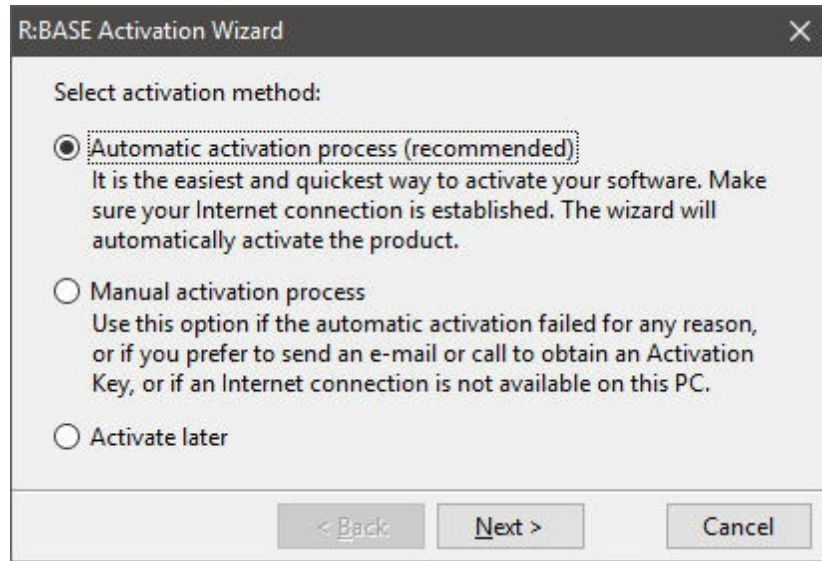 R:BASE Activation Wizard
Select activation method:
Automatic activation process (recommended)
It is the easiest and quickest way to activate your software. Make
sure your Internet connection is established. The wizard will
automatically activate the product.
Manual activation process
Use this option if the automatic activation failed for any reason,
or if you prefer to send an e-mail or call to obtain an Activation
Key, or if an Internet connection is not available on this PC.
Activate later
< Back Next > Cancel